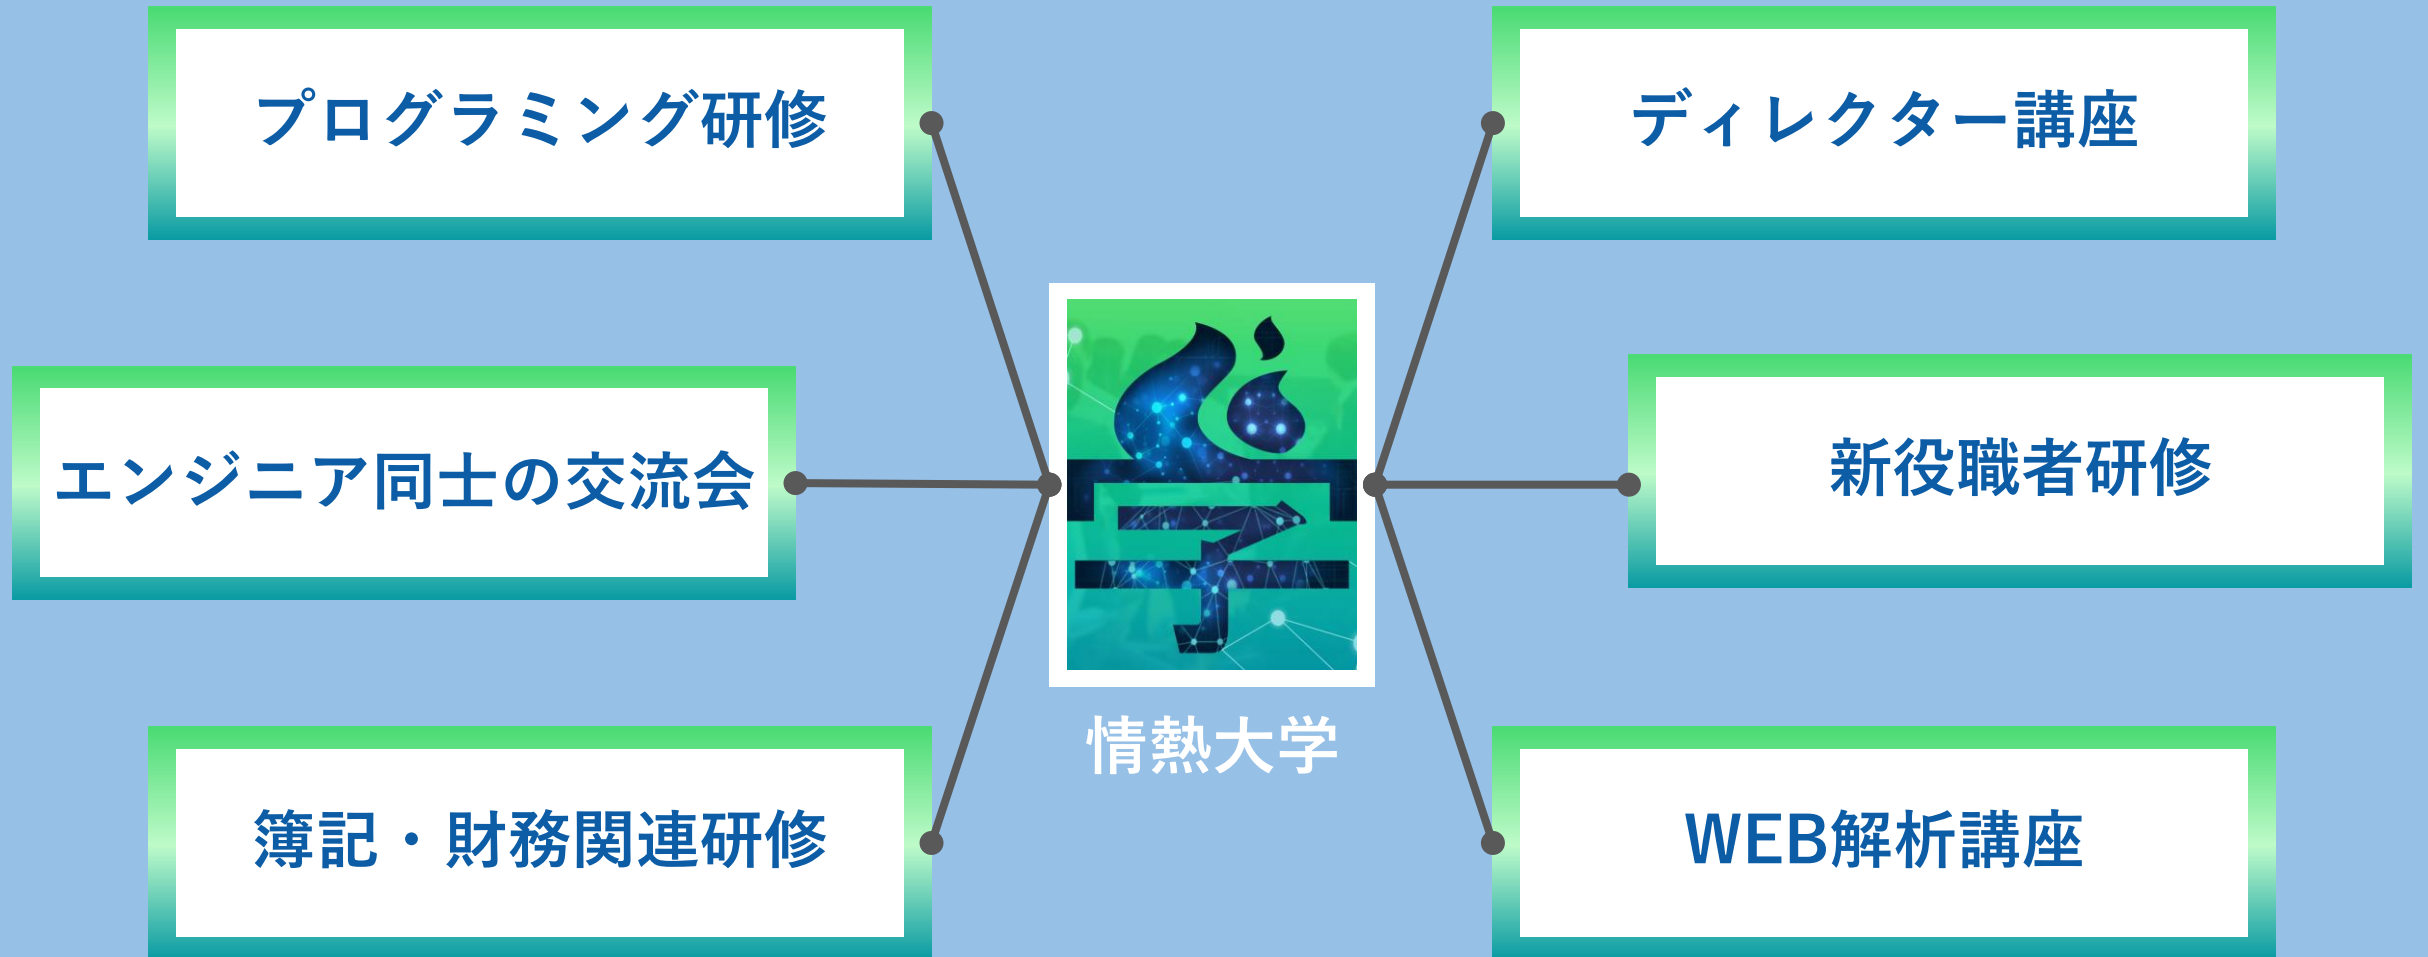 プログラミング研修
ディレクター講座
エンジニア同士の交流会
新役職者研修
情熱大学
簿記・財務関連研修
WEB解析講座